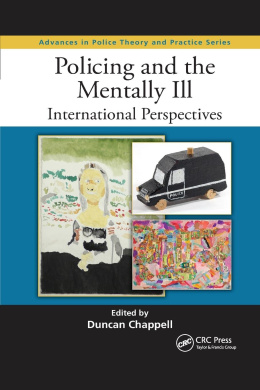 Advances in Police Theory and Practice Series
Policing and the
Mentally Ill
International Perspectives
POLICE
Edited by
Duncan Chappell
CRC Press
Taylor & Francis Group